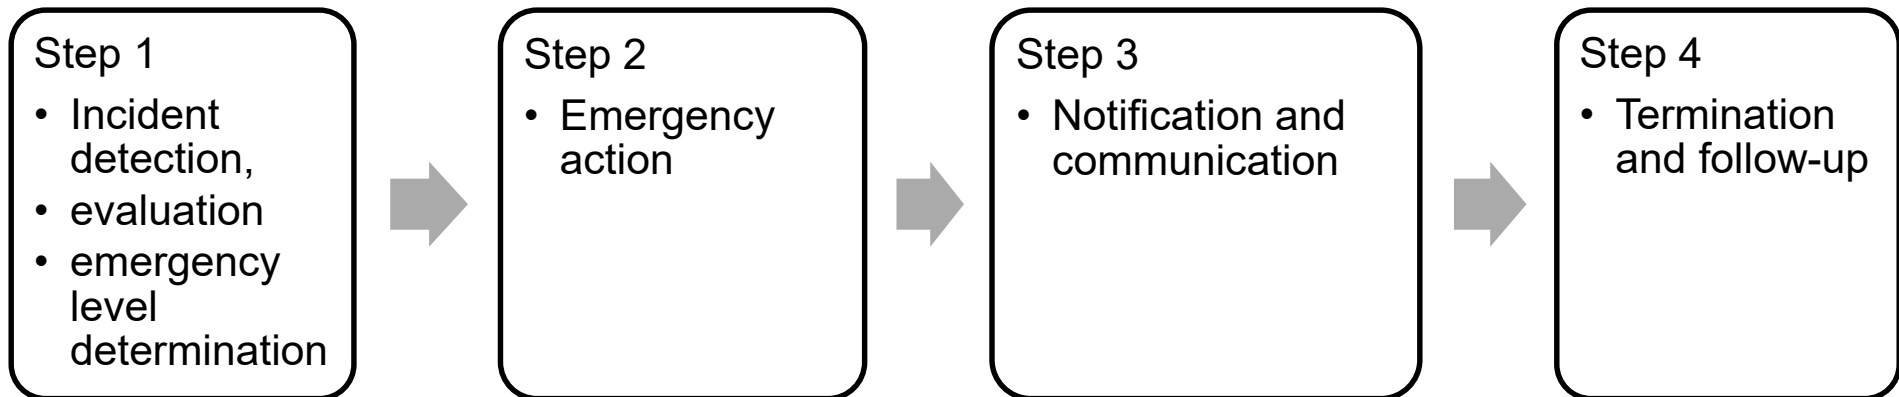 Step 1
• Incident
detection,
• evaluation
• emergency
level
determination
Step 2
• Emergency
action
Step 3
• Notification and
communication
Step 4
• Termination
and follow-up